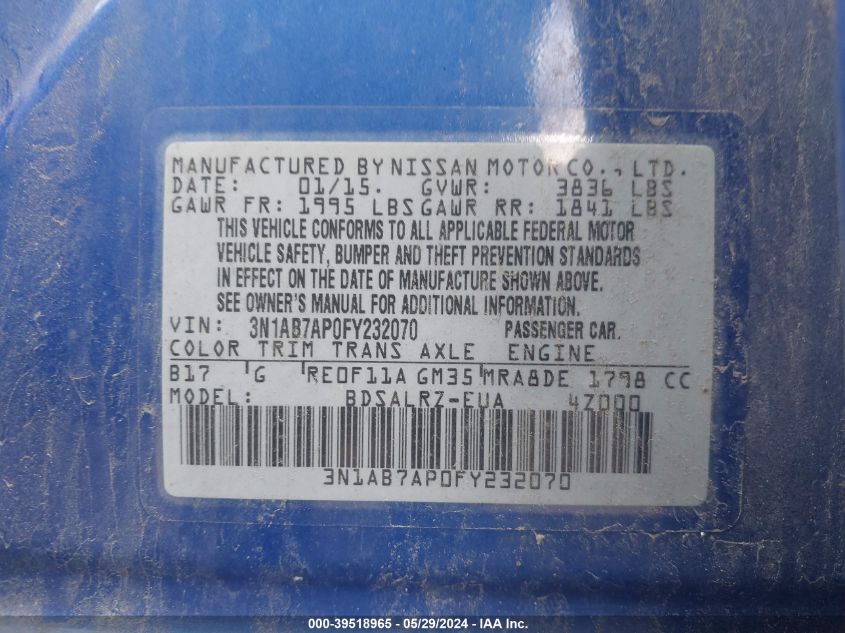 MANUFACTURED BY NISSAN MOTOR CO., LTD.
DATE: 01/15. GVWR: 3836 LBS
GAWR FR: 1995 LBS GAWR RR: 1841 LBS
THIS VEHICLE CONFORMS TO ALL APPLICABLE FEDERAL MOTOR
VEHICLE SAFETY, BUMPER AND THEFT PREVENTION STANDARDS
IN EFFECT ON THE DATE OF MANUFACTURE SHOWN ABOVE.
SEE OWNER'S MANUAL FOR ADDITIONAL INFORMATION.
VIN: 3N1AB7AP0FY232070 PASSENGER CAR.
COLOR TRIM TRANS AXLE ENGINE
B17 G RE0F11A GM35 MRA8DE 1798 CC
MODEL: BDSALRZ-EUA 4Z000
3N1AB7AP0FY232070
000-39518965 - 05/29/2024 - IAA Inc.